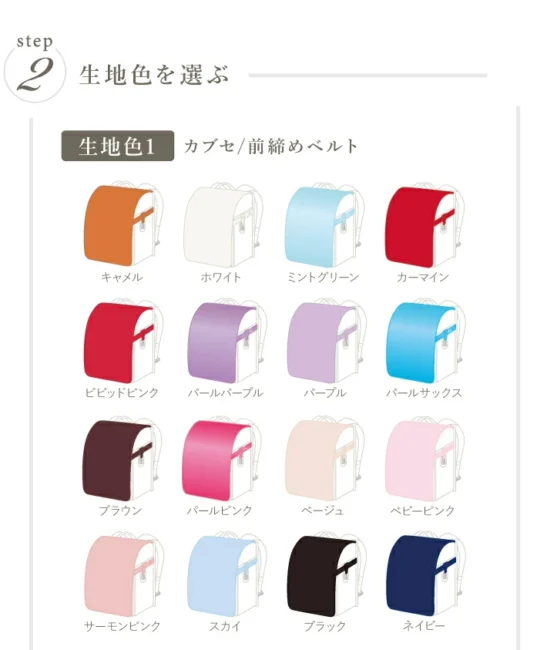 step
2 生地色を選ぶ
生地色1 カブセ/前締めベルト
キャメル ホワイト ミントグリーン カーマイン
ビビッドピンク パールパープル パープル パールサックス
ブラウン パールピンク ベージュ ベビーピンク
サーモンピンク スカイ ブラック ネイビー